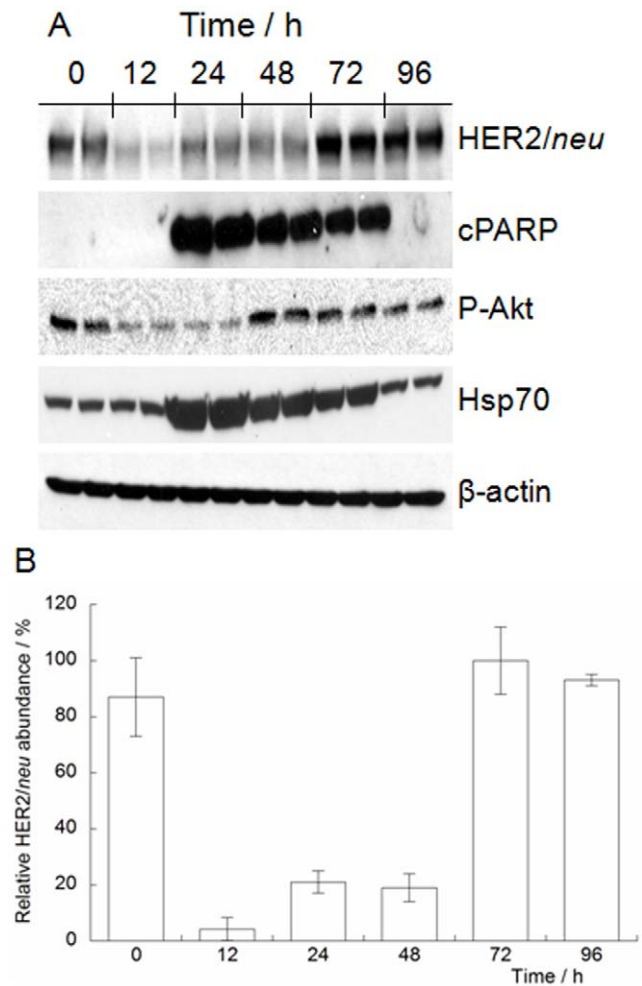 A
Time / h
0 12 24 48 72 96
HER2/neu
cPARP
P-Akt
Hsp70
β-actin
B
Relative HER2/neu abundance / %
120
100
80
60
40
20
0
0 12 24 48 72 96
Time / h